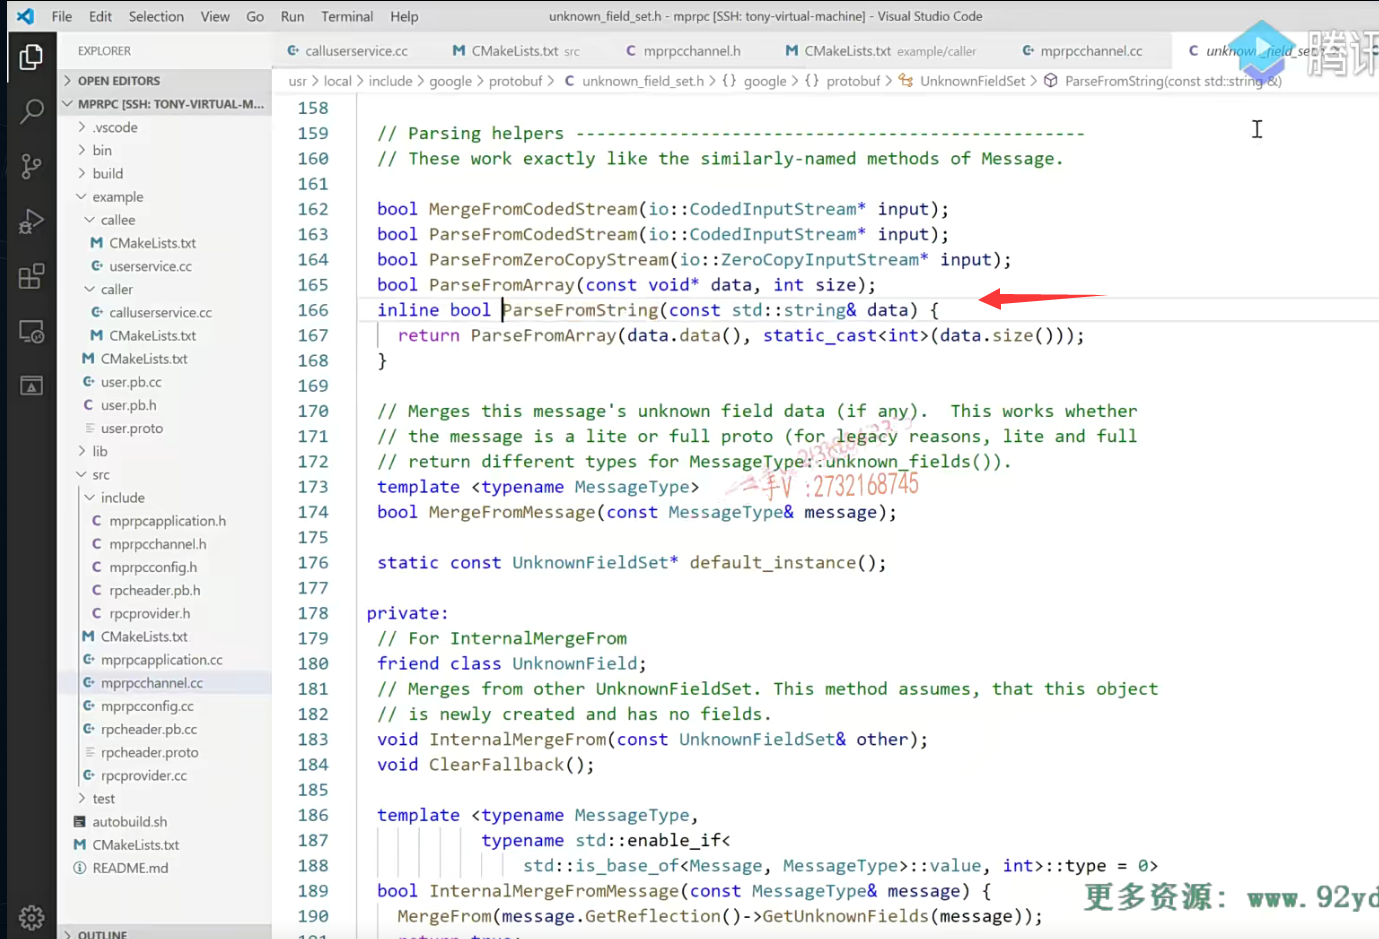 File Edit Selection View Go Run Terminal Help
unknown_field_set.h - mprpc [SSH: tony-virtual-machine] - Visual Studio Code
EXPLORER
calluserservice.cc
CMakeLists.txt src
mprpcchannel.h
CMakeLists.txt example/caller
mprpcchannel.cc
腾讯
usr > local > include > google > protobuf > C unknown_field_set.h > {} google > {} protobuf > UnknownFieldSet > ParseFromString(const std::string &)
OPEN EDITORS
MPRPC [SSH: TONY-VIRTUAL-M...
.vscode
bin
build
example
callee
CMakeLists.txt
userservice.cc
caller
calluserservice.cc
CMakeLists.txt
CMakeLists.txt
user.pb.cc
user.pb.h
user.proto
lib
src
include
mprpcapplication.h
mprpcchannel.h
mprpcconfig.h
rpcheader.pb.h
rpcprovider.h
CMakeLists.txt
mprpcapplication.cc
mprpcchannel.cc
mprpcconfig.cc
rpcheader.pb.cc
rpcheader.proto
rpcprovider.cc
test
autobuild.sh
CMakeLists.txt
README.md
OUTLINE
158
159 // Parsing helpers -------------------------------------------------
160 // These work exactly like the similarly-named methods of Message.
161
162 bool MergeFromCodedStream(io::CodedInputStream* input);
163 bool ParseFromCodedStream(io::CodedInputStream* input);
164 bool ParseFromZeroCopyStream(io::ZeroCopyInputStream* input);
165 bool ParseFromArray(const void* data, int size);
166 inline bool ParseFromString(const std::string& data) {
167 return ParseFromArray(data.data(), static_cast<int>(data.size()));
168 }
169
170 // Merges this message's unknown field data (if any).  This works whether
171 // the message is a lite or full proto (for legacy reasons, lite and full
172 // return different types for MessageType::unknown_fields()).
173 template <typename MessageType>
二手V :2732168745
174 bool MergeFromMessage(const MessageType& message);
175
176 static const UnknownFieldSet* default_instance();
177
178 private:
179 // For InternalMergeFrom
180 friend class UnknownField;
181 // Merges from other UnknownFieldSet. This method assumes, that this object
182 // is newly created and has no fields.
183 void InternalMergeFrom(const UnknownFieldSet& other);
184 void ClearFallback();
185
186 template <typename MessageType,
187 typename std::enable_if<
188 std::is_base_of<Message, MessageType>::value, int>::type = 0>
189 bool InternalMergeFromMessage(const MessageType& message) {
190 MergeFrom(message.GetReflection()->GetUnknownFields(message));
更多资源: www.92yd